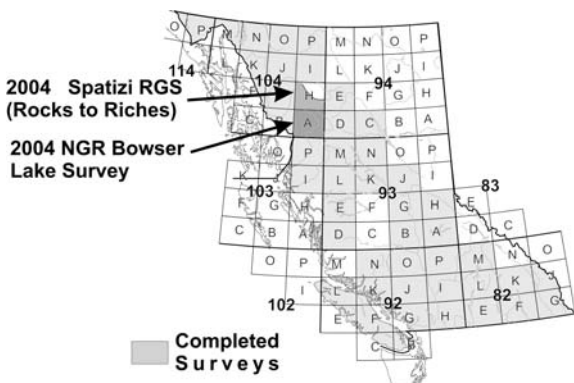 O P M N O P M N O P
L K J I L K J I
114 104 94
2004 Spatizi RGS
(Rocks to Riches)
H E F G H
C B A D C B A
2004 NGR Bowser
Lake Survey
O P M N O P
K 103 I L K J I 93 83
F G H E F G H E
C B A D C B A D C
O P M N O P M N O
I L K J I L K J
102 92 82
E F G H E F G
C B
Completed
Surveys